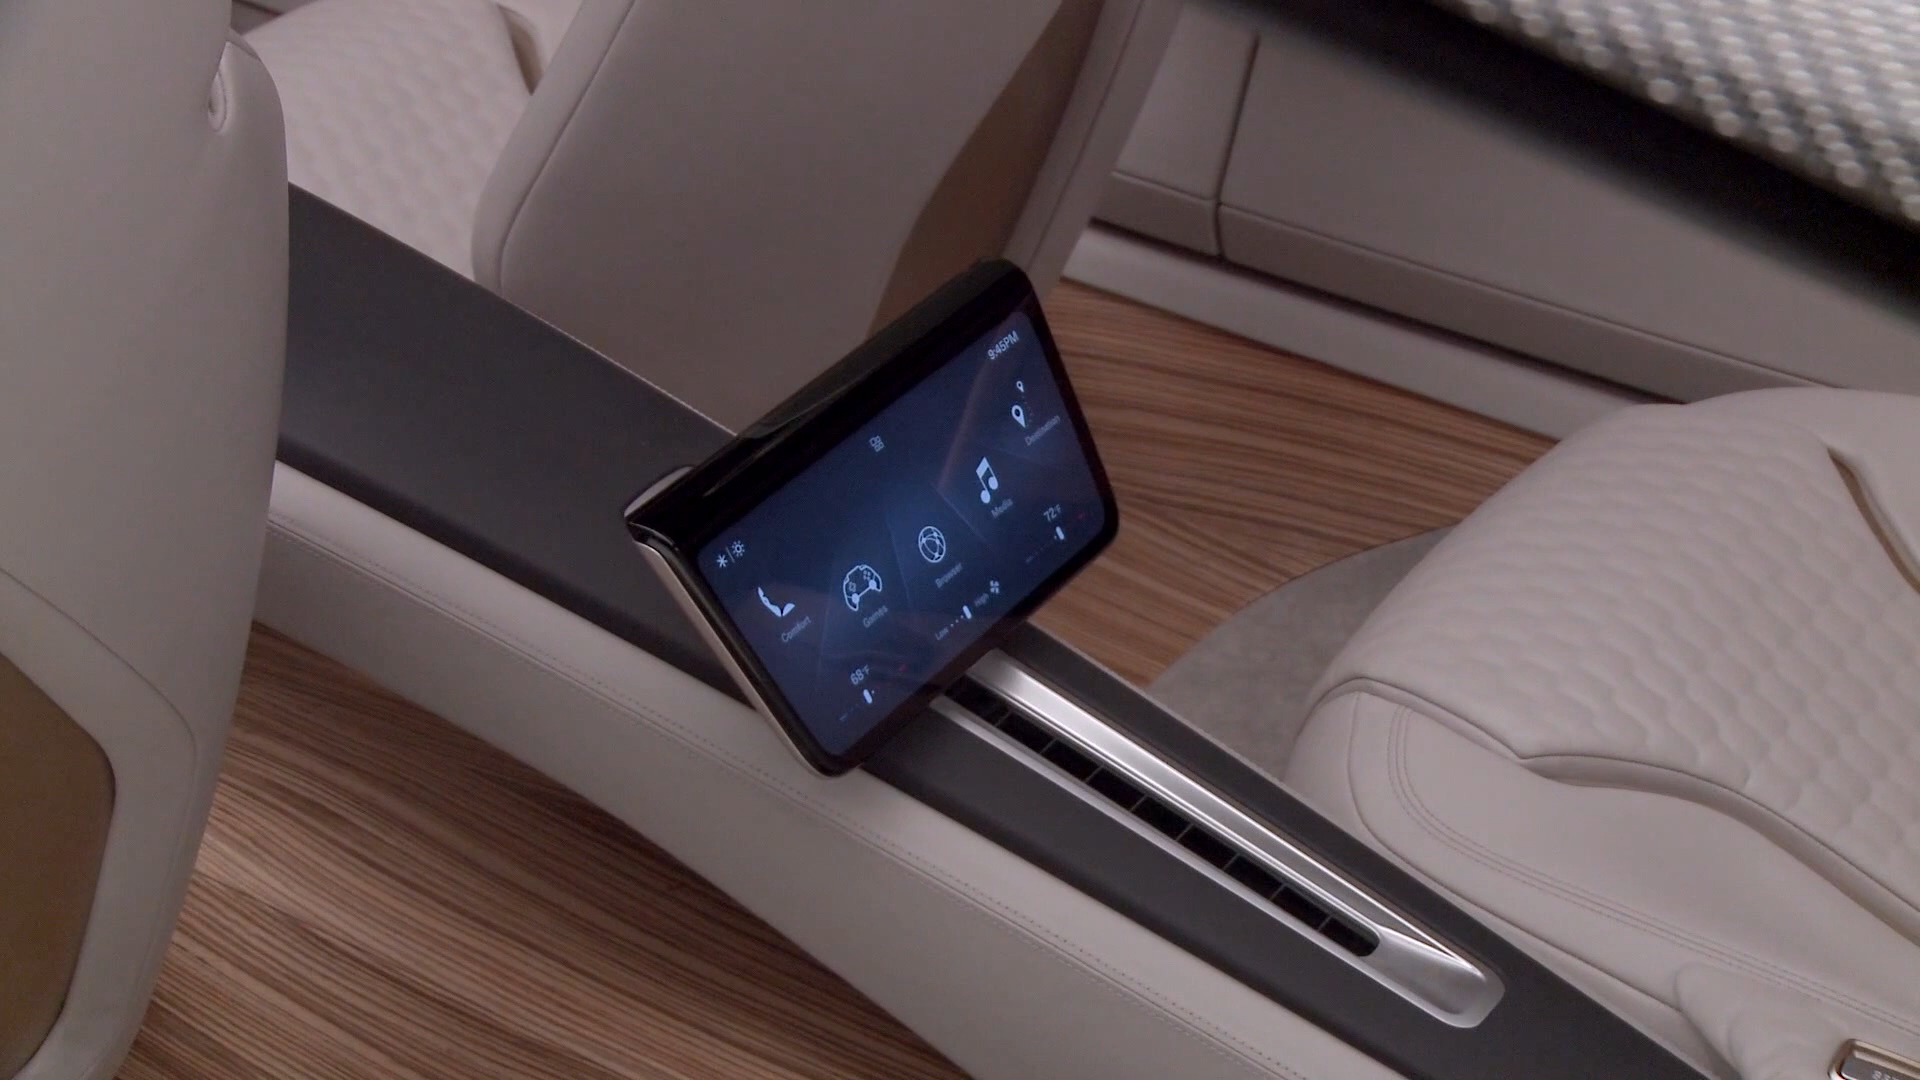 9:45PM
Destination
Media
72°F
Browser
Games
Comfort
Low
High
68°F